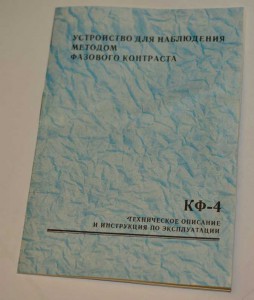 УСТРОЙСТВО ДЛЯ НАБЛЮДЕНИЯ
МЕТОДОМ
ФАЗОВОГО КОНТРАСТА
КФ-4
ТЕХНИЧЕСКОЕ ОПИСАНИЕ
И ИНСТРУКЦИЯ ПО ЭКСПЛУАТАЦИИ